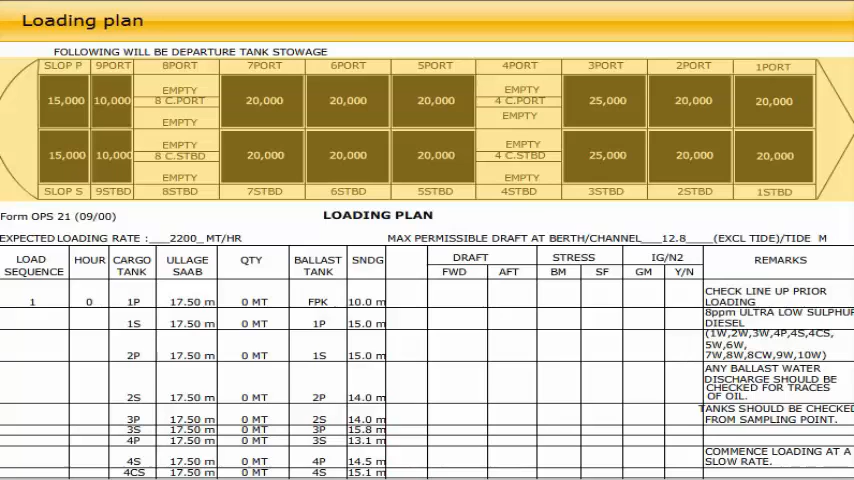 Loading plan
FOLLOWING WILL BE DEPARTURE TANK STOWAGE
SLOP P 9PORT 8PORT 7PORT 6PORT 5PORT 4PORT 3PORT 2PORT 1PORT
EMPTY EMPTY
15,000 10,000 8 C.PORT 20,000 20,000 20,000 4 C.PORT 25,000 20,000 20,000
EMPTY EMPTY
EMPTY EMPTY
15,000 10,000 8 C.STBD 20,000 20,000 20,000 4 C.STBD 25,000 20,000 20,000
EMPTY EMPTY
SLOP S 9STBD 8STBD 7STBD 6STBD 5STBD 4STBD 3STBD 2STBD 1STBD
Form OPS 21 (09/00) LOADING PLAN
EXPECTED LOADING RATE :___2200_ MT/HR MAX PERMISSIBLE DRAFT AT BERTH/CHANNEL___12.8____(EXCL TIDE)/TIDE M
LOAD SEQUENCE HOUR CARGO TANK ULLAGE SAAB QTY BALLAST TANK SNDG DRAFT STRESS IG/N2 REMARKS
FWD AFT BM SF GM Y/N
CHECK LINE UP PRIOR
1 0 1P 17.50 m 0 MT FPK 10.0 m LOADING
8ppm ULTRA LOW SULPHUR
1S 17.50 m 0 MT 1P 15.0 m DIESEL
(1W,2W,3W,4P,4S,4CS,
5W,6W,
2P 17.50 m 0 MT 1S 15.0 m 7W,8W,8CW,9W,10W)
ANY BALLAST WATER
DISCHARGE SHOULD BE
CHECKED FOR TRACES
2S 17.50 m 0 MT 2P 14.0 m OF OIL.
TANKS SHOULD BE CHECKED
3P 17.50 m 0 MT 2S 14.0 m FROM SAMPLING POINT.
3S 17.50 m 0 MT 3P 15.8 m
4P 17.50 m 0 MT 3S 13.1 m
COMMENCE LOADING AT A
4S 17.50 m 0 MT 4P 14.5 m SLOW RATE.
4CS 17.50 m 0 MT 4S 15.1 m